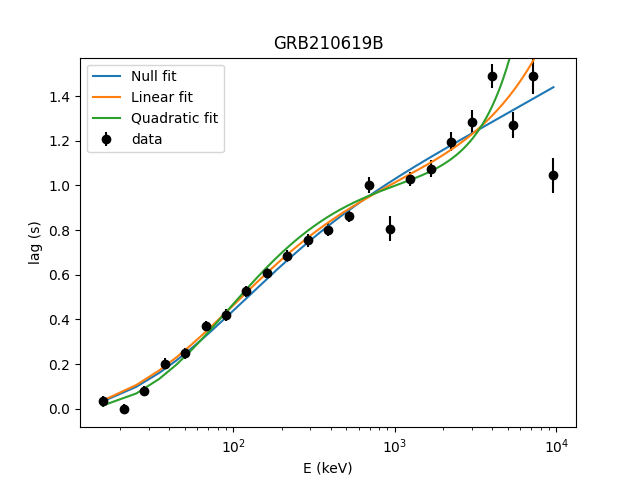 GRB210619B
Null fit
Linear fit
Quadratic fit
data
lag (s)
1.4
1.2
1.0
0.8
0.6
0.4
0.2
0.0
10² 10³ 10⁴
E (keV)